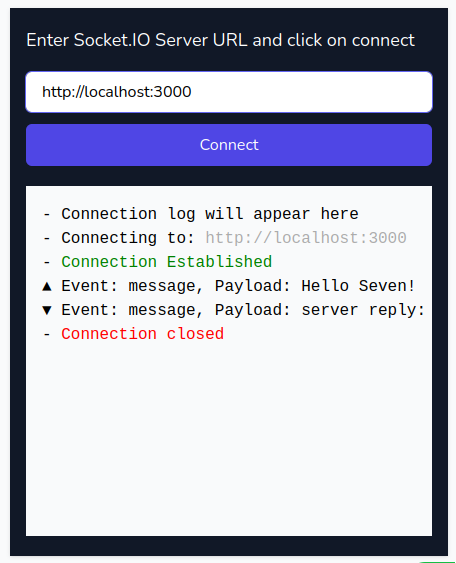 Enter Socket.IO Server URL and click on connect
http://localhost:3000
Connect
- Connection log will appear here
- Connecting to: http://localhost:3000
- Connection Established
▲ Event: message, Payload: Hello Seven!
▼ Event: message, Payload: server reply:
- Connection closed